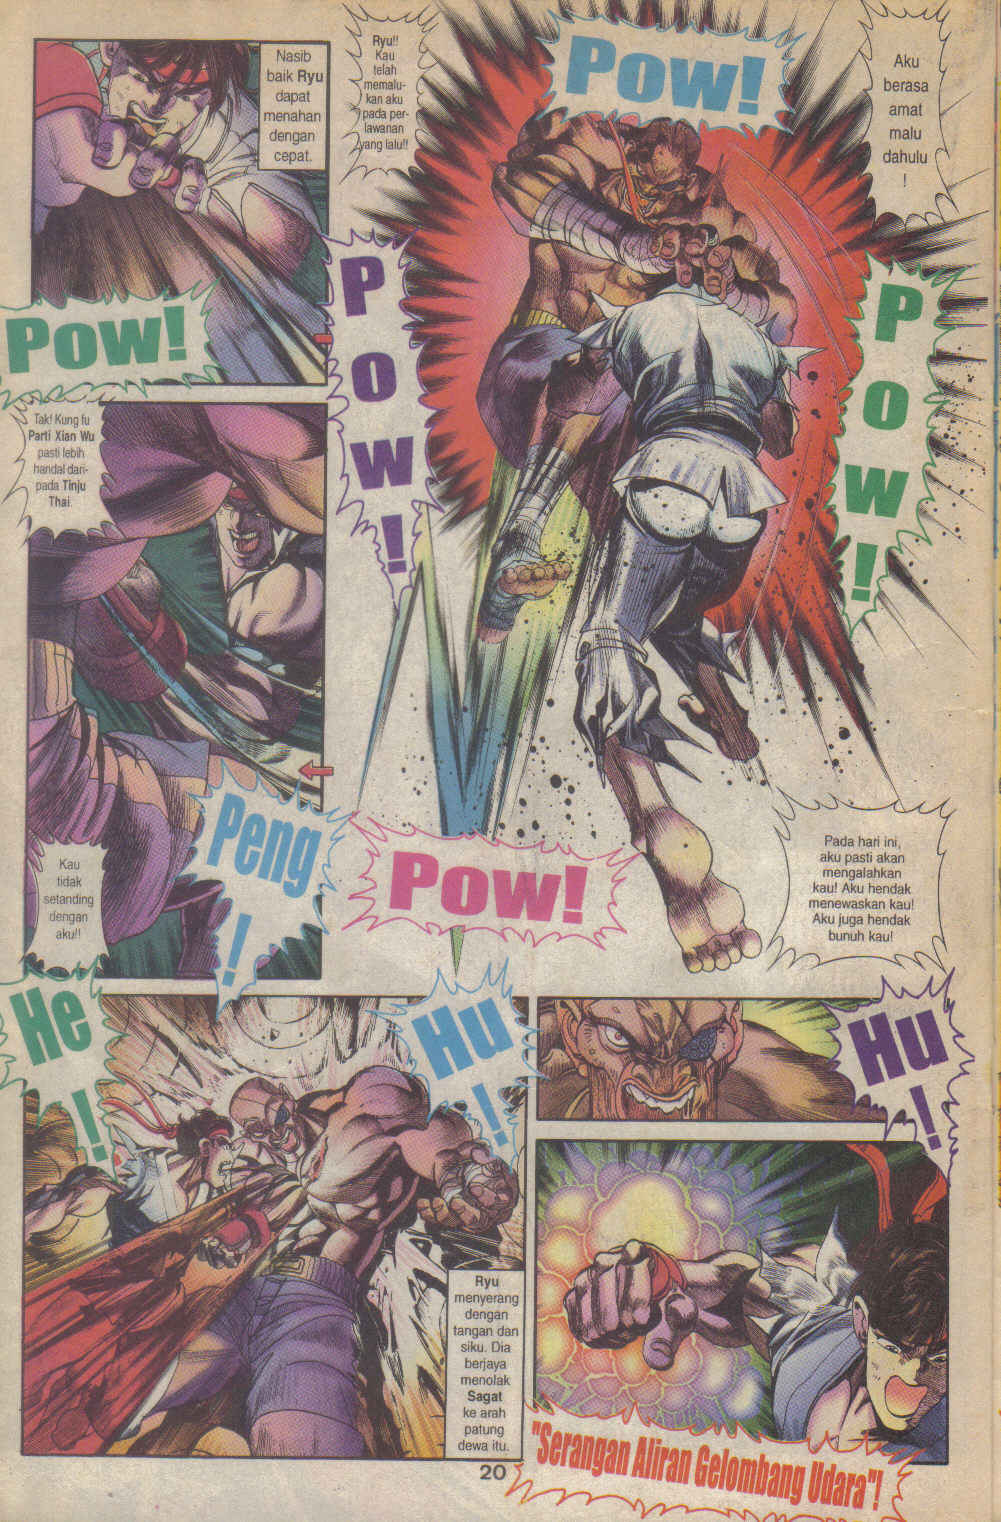 Nasib
baik Ryu
dapat
menahan
dengan
cepat.
Pow!
Ryu!!
Kau
telah
memalu-
kan aku
pada per-
lawanan
yang lalu!!
Pow!
Aku
berasa
amat
malu
dahulu
!
Pow!
Pow!
Tak! Kung fu
Parti Xian Wu
pasti lebih
handal dari-
pada Tinju
Thai.
Peng
!
Kau
tidak
setanding
dengan
aku!!
Pow!
Pada hari ini,
aku pasti akan
mengalahkan
kau! Aku hendak
menewaskan kau!
Aku juga hendak
bunuh kau!
He
!
Hu
!
Ryu
menyerang
dengan
tangan dan
siku. Dia
berjaya
menolak
Sagat
ke arah
patung
dewa itu.
Hu
!
"Serangan Aliran Gelombang Udara"!
20